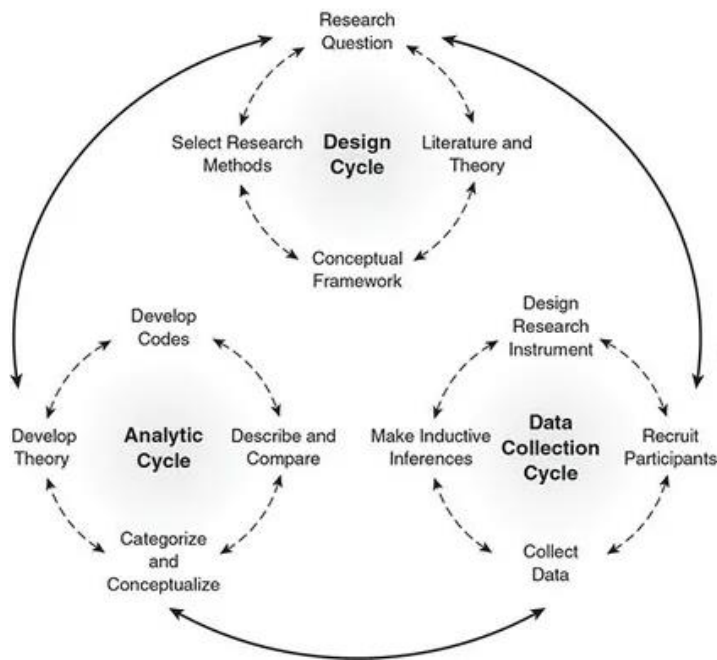 Research
Question
Select Research
Methods
Design
Cycle
Literature and
Theory
Conceptual
Framework
Develop
Codes
Develop
Theory
Analytic
Cycle
Describe and
Compare
Categorize
and
Conceptualize
Design
Research
Instrument
Make Inductive
Inferences
Data
Collection
Cycle
Recruit
Participants
Collect
Data